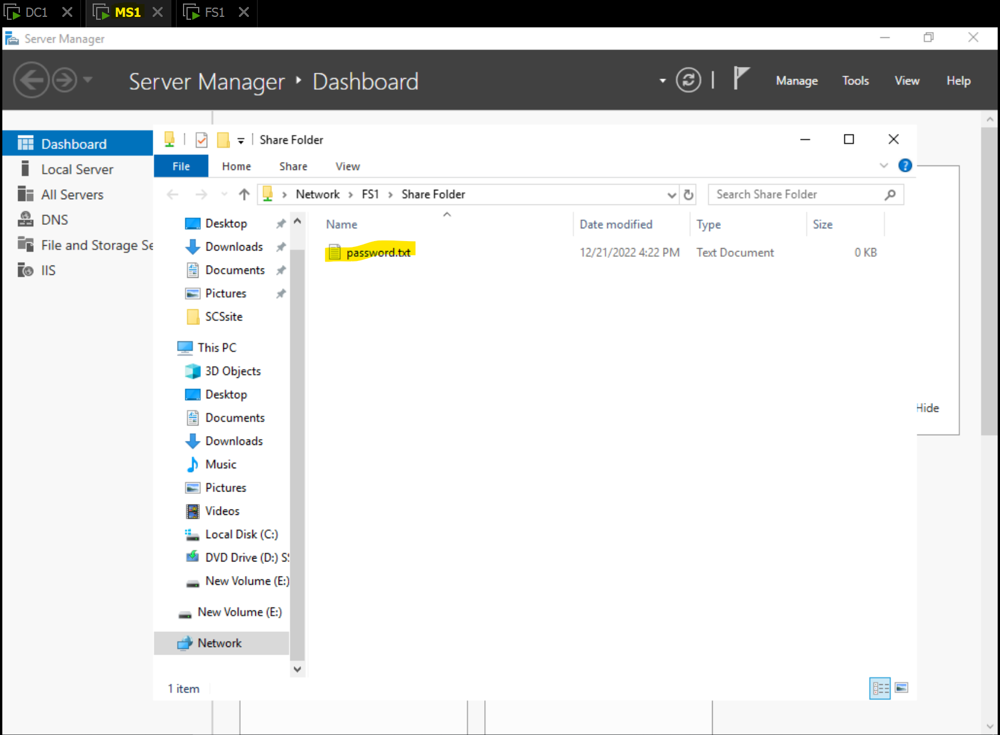 DC1 MS1 FS1
Server Manager
Server Manager Dashboard Manage Tools View Help
Dashboard
Local Server
All Servers
DNS
File and Storage Se
IIS
Share Folder
File Home Share View
Network FS1 Share Folder Search Share Folder
Name Date modified Type Size
password.txt 12/21/2022 4:22 PM Text Document 0 KB
Desktop
Downloads
Documents
Pictures
SCSsite
This PC
3D Objects
Desktop
Documents
Downloads
Music
Pictures
Videos
Local Disk (C:)
DVD Drive (D:) S
New Volume (E:)
New Volume (E:)
Network
1 item
Hide